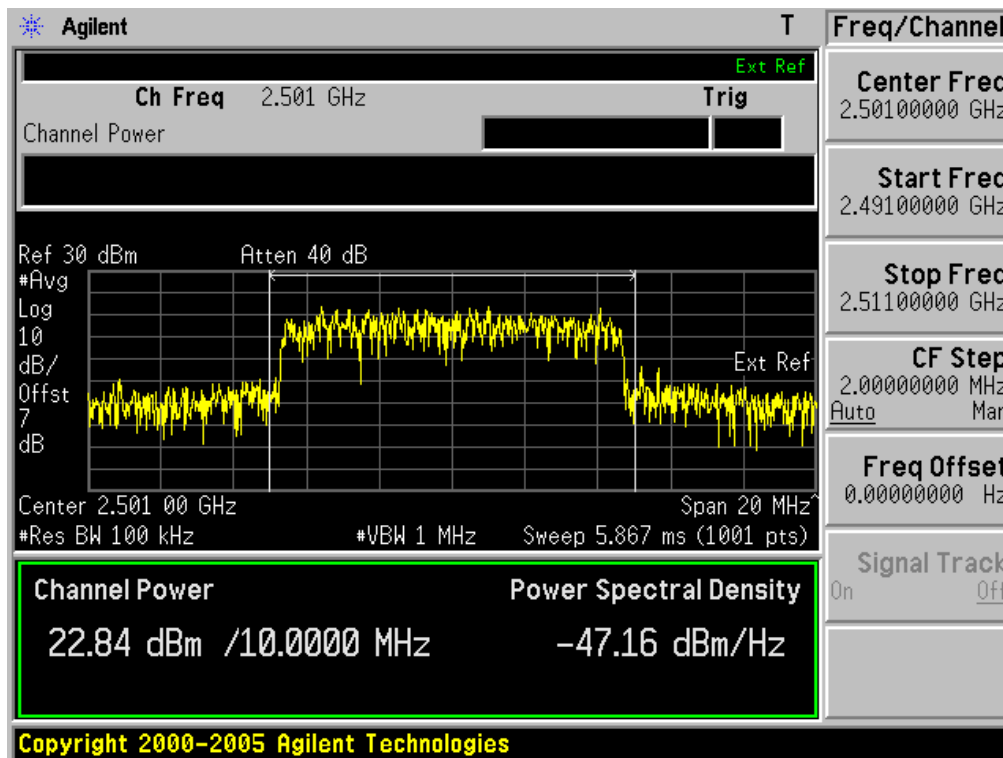 Agilent T
Freq/Channel
Ext Ref
Ch Freq 2.501 GHz Trig
Channel Power
Center Freq
2.50100000 GHz
Start Freq
2.49100000 GHz
Stop Freq
2.51100000 GHz
CF Step
2.00000000 MHz
Auto Man
Freq Offset
0.00000000 Hz
Signal Track
On Off
Ref 30 dBm Atten 40 dB
#Avg
Log
10
dB/
Offst
7
dB
Ext Ref
Center 2.501 00 GHz Span 20 MHz^
#Res BW 100 kHz #VBW 1 MHz Sweep 5.867 ms (1001 pts)
Channel Power Power Spectral Density
22.84 dBm /10.0000 MHz -47.16 dBm/Hz
Copyright 2000-2005 Agilent Technologies